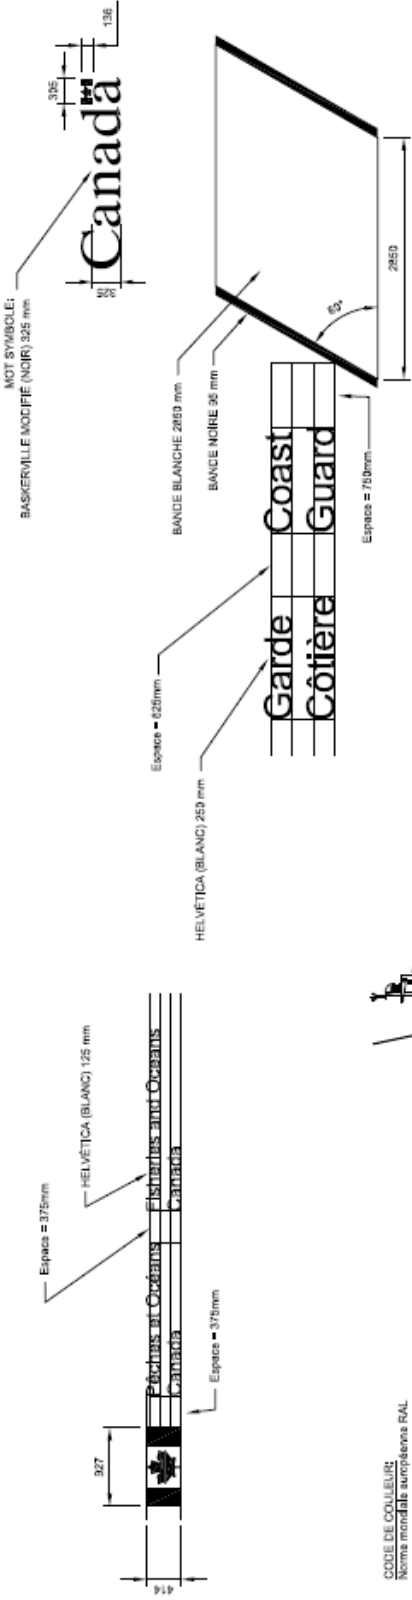 MOT SYMBOLE:
BASKERVILLE MODIFIÉ (NOIR) 325 mm
136
Canada
BANDE BLANCHE 2850 mm
BANDE NOIRE 95 mm
2850
Espace = 625mm
HELVÉTICA (BLANC) 250 mm
Garde Coast
Côtière Guard
Espace = 750mm
Espace = 375mm
HELVÉTICA (BLANC) 125 mm
927
414
Pêches et Océans Fisheries and Oceans
Canada Canada
Espace = 375mm
CODE DE COULEUR:
Norme mondiale européenne RAL